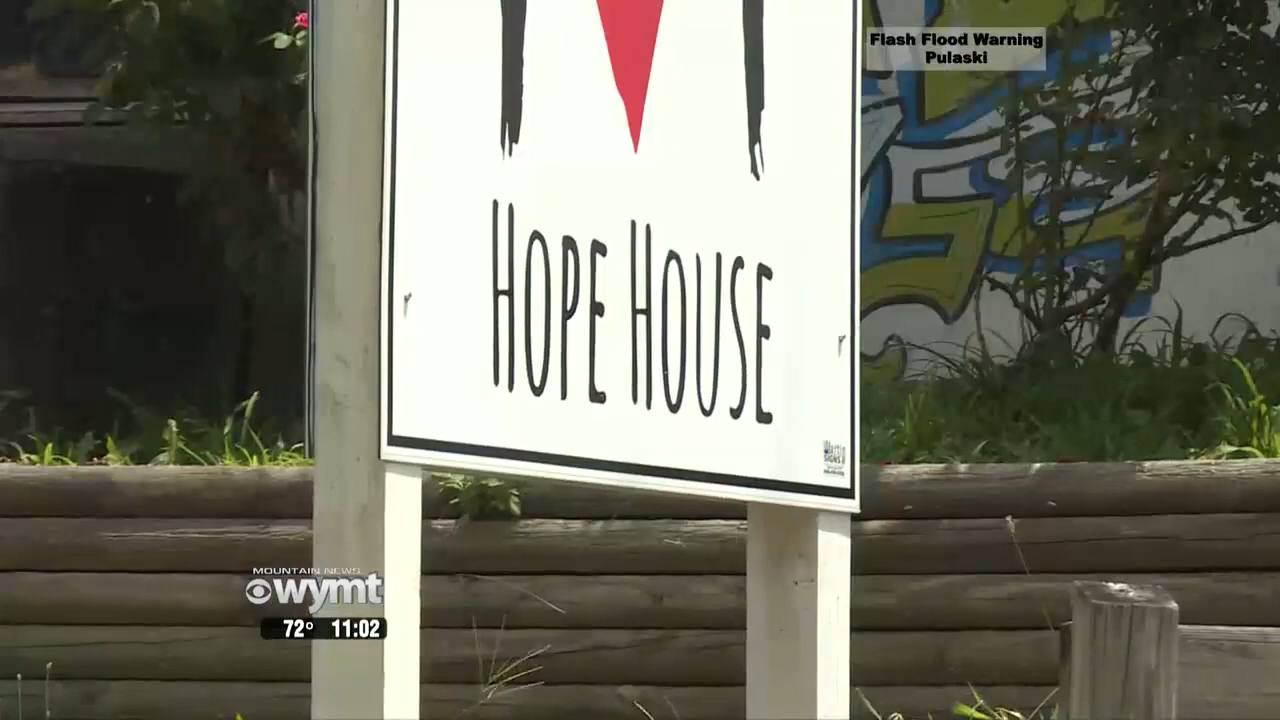 Flash Flood Warning
Pulaski
HOPE HOUSE
MOUNTAIN NEWS
wymt
72° 11:02